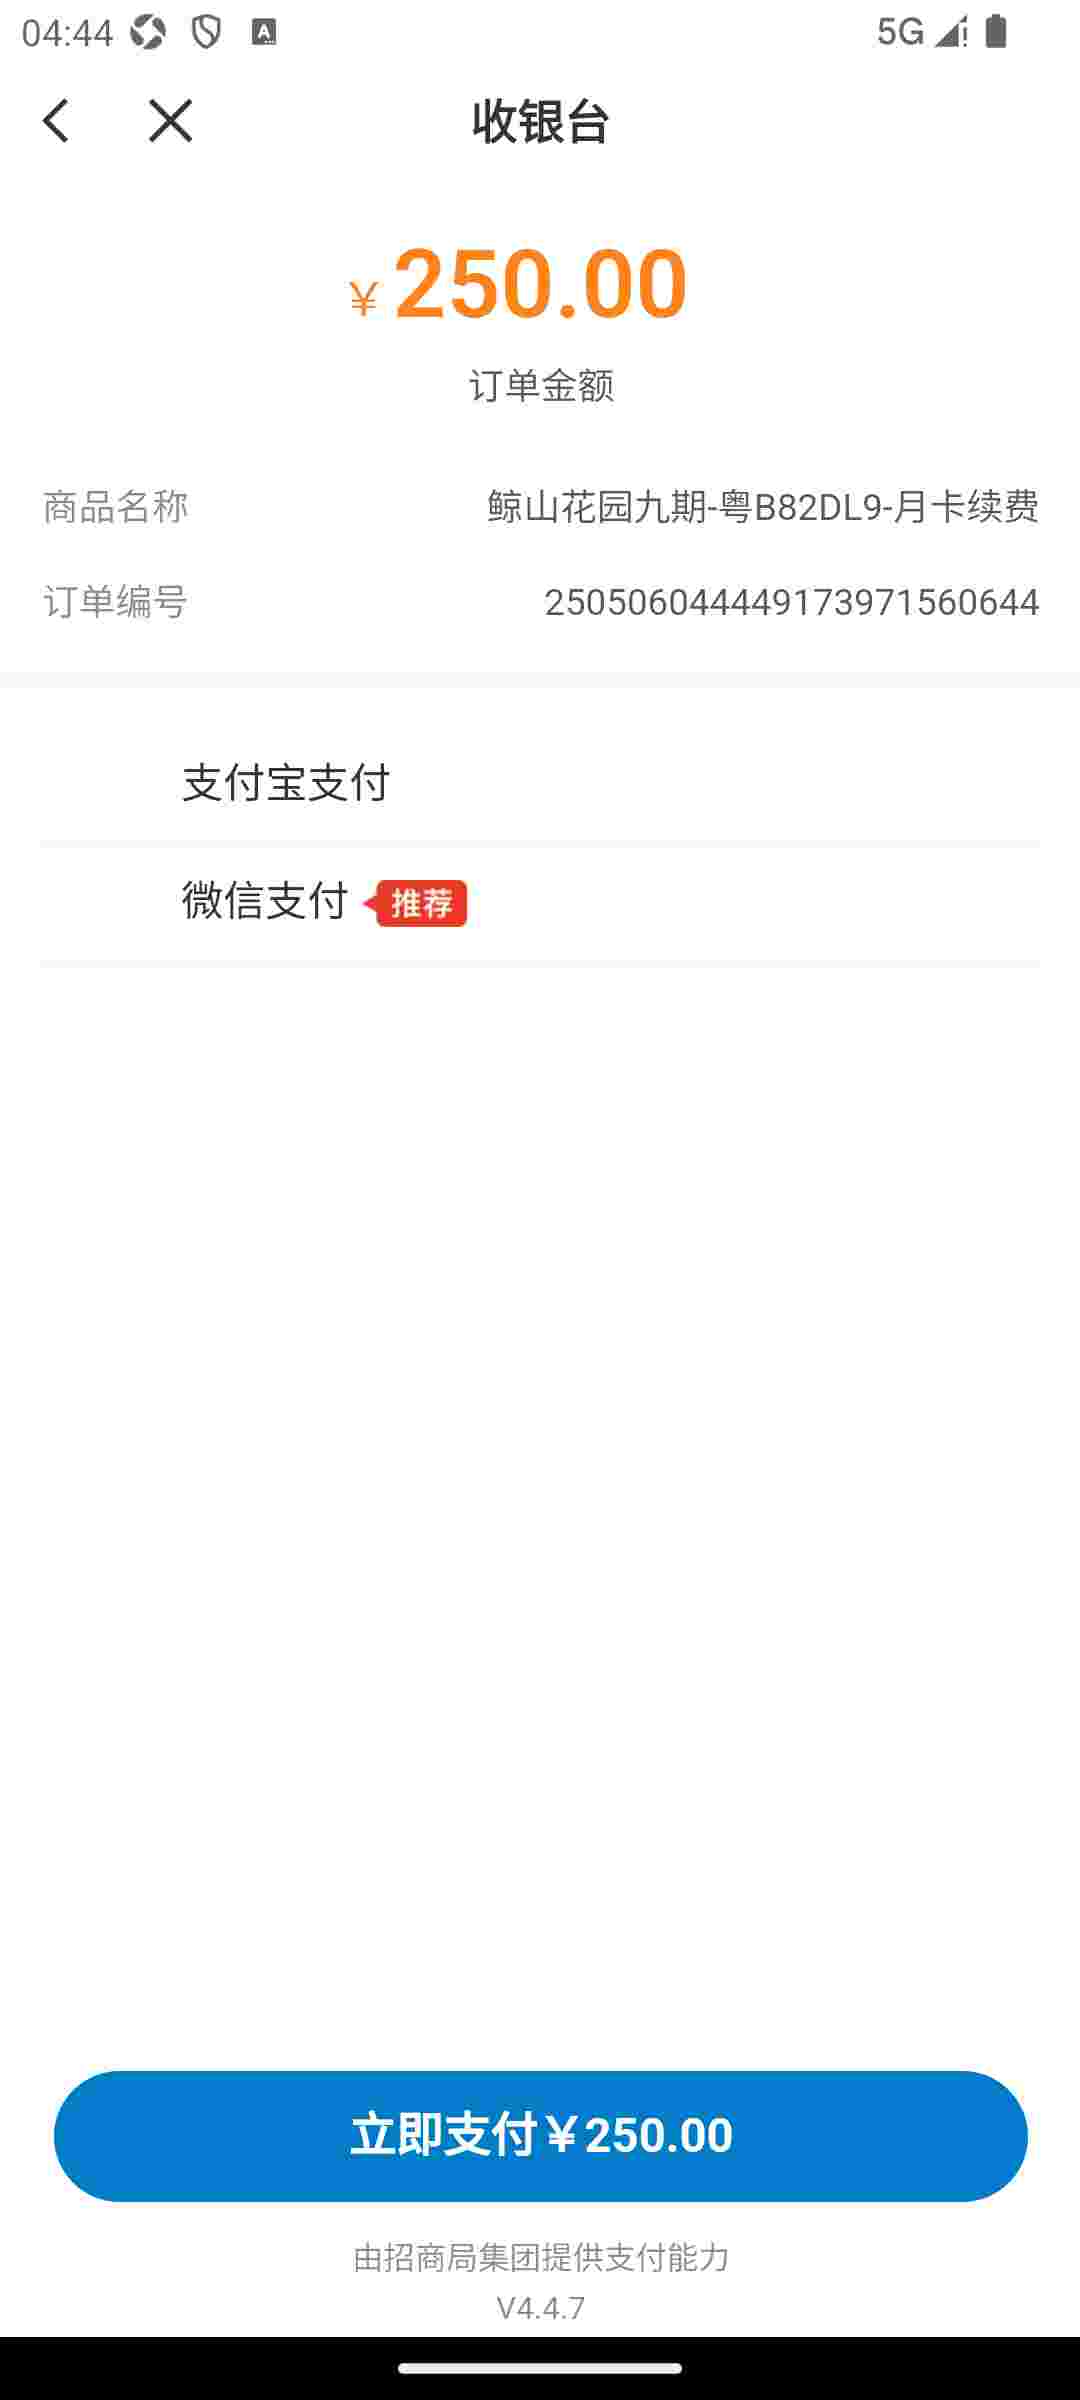 04:44
5G
收银台
¥250.00
订单金额
商品名称 鲸山花园九期-粤B82DL9-月卡续费
订单编号 250506044449173971560644
支付宝支付
微信支付 推荐
立即支付￥250.00
由招商局集团提供支付能力
V4.4.7